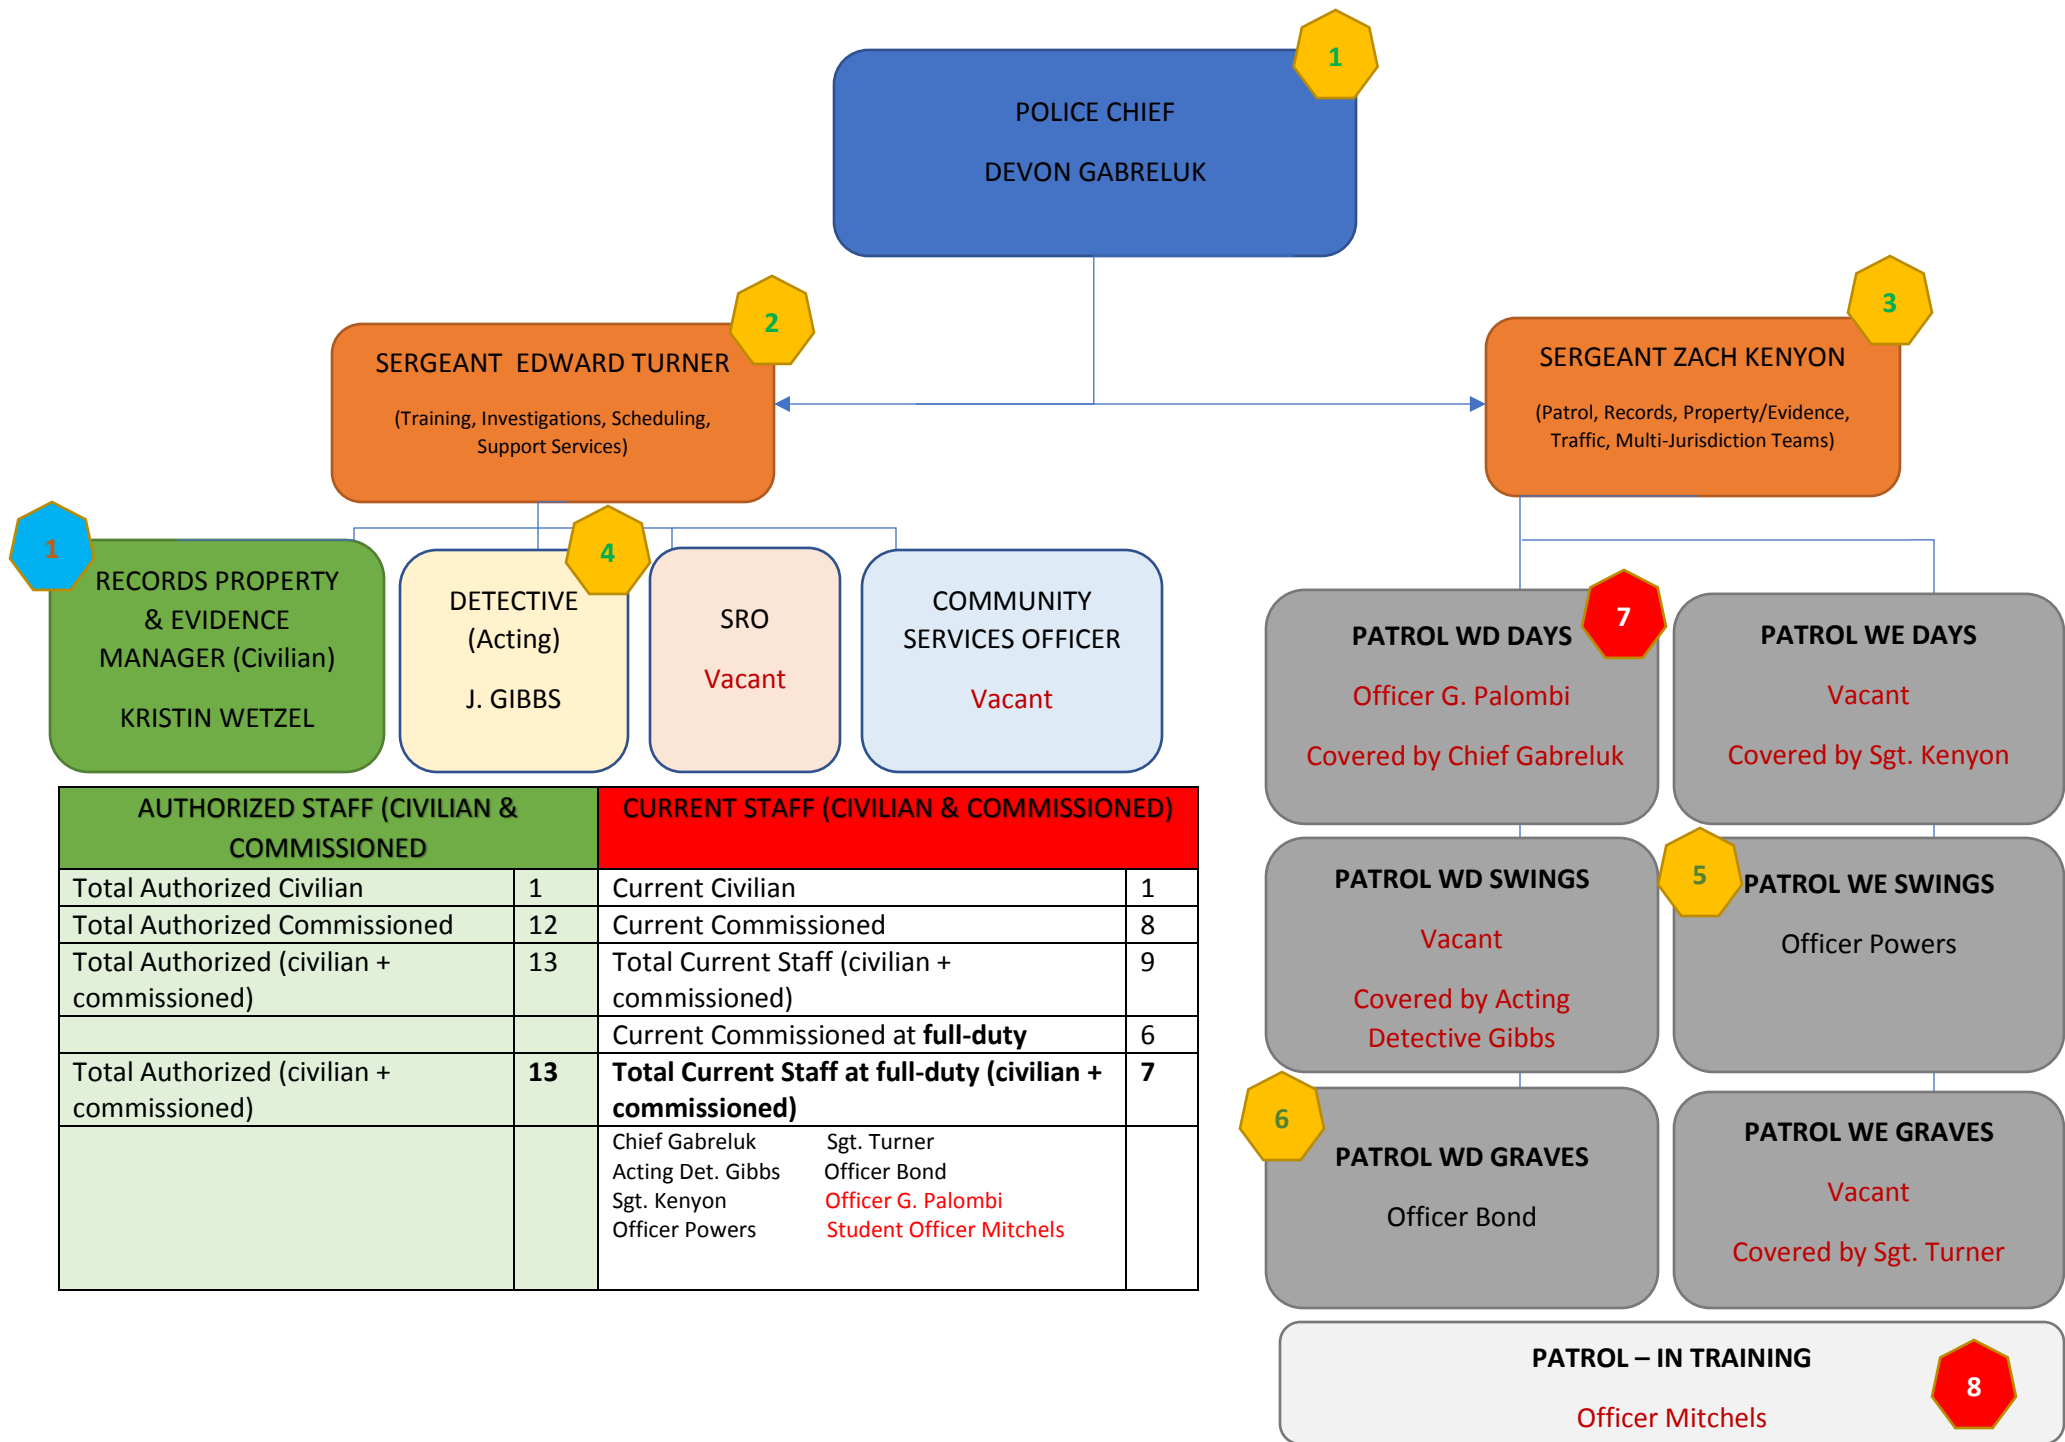 1
POLICE CHIEF
DEVON GABRELUK
2
SERGEANT EDWARD TURNER
(Training, Investigations, Scheduling,
Support Services)
3
SERGEANT ZACH KENYON
(Patrol, Records, Property/Evidence,
Traffic, Multi-Jurisdiction Teams)
1
RECORDS PROPERTY
& EVIDENCE
MANAGER (Civilian)
KRISTIN WETZEL
4
DETECTIVE
(Acting)
J. GIBBS
SRO
Vacant
COMMUNITY
SERVICES OFFICER
Vacant
7
PATROL WD DAYS
Officer G. Palombi
Covered by Chief Gabreluk
PATROL WE DAYS
Vacant
Covered by Sgt. Kenyon
PATROL WD SWINGS
Vacant
Covered by Acting
Detective Gibbs
5
PATROL WE SWINGS
Officer Powers
6
PATROL WD GRAVES
Officer Bond
PATROL WE GRAVES
Vacant
Covered by Sgt. Turner
PATROL – IN TRAINING
Officer Mitchels
8
AUTHORIZED STAFF (CIVILIAN &
COMMISSIONED
CURRENT STAFF (CIVILIAN & COMMISSIONED)
Total Authorized Civilian 1 Current Civilian 1
Total Authorized Commissioned 12 Current Commissioned 8
Total Authorized (civilian +
commissioned)
13
Total Current Staff (civilian +
commissioned)
9
Current Commissioned at full-duty 6
Total Authorized (civilian +
commissioned)
13
Total Current Staff at full-duty (civilian +
commissioned)
7
Chief Gabreluk Sgt. Turner
Acting Det. Gibbs Officer Bond
Sgt. Kenyon Officer G. Palombi
Officer Powers Student Officer Mitchels